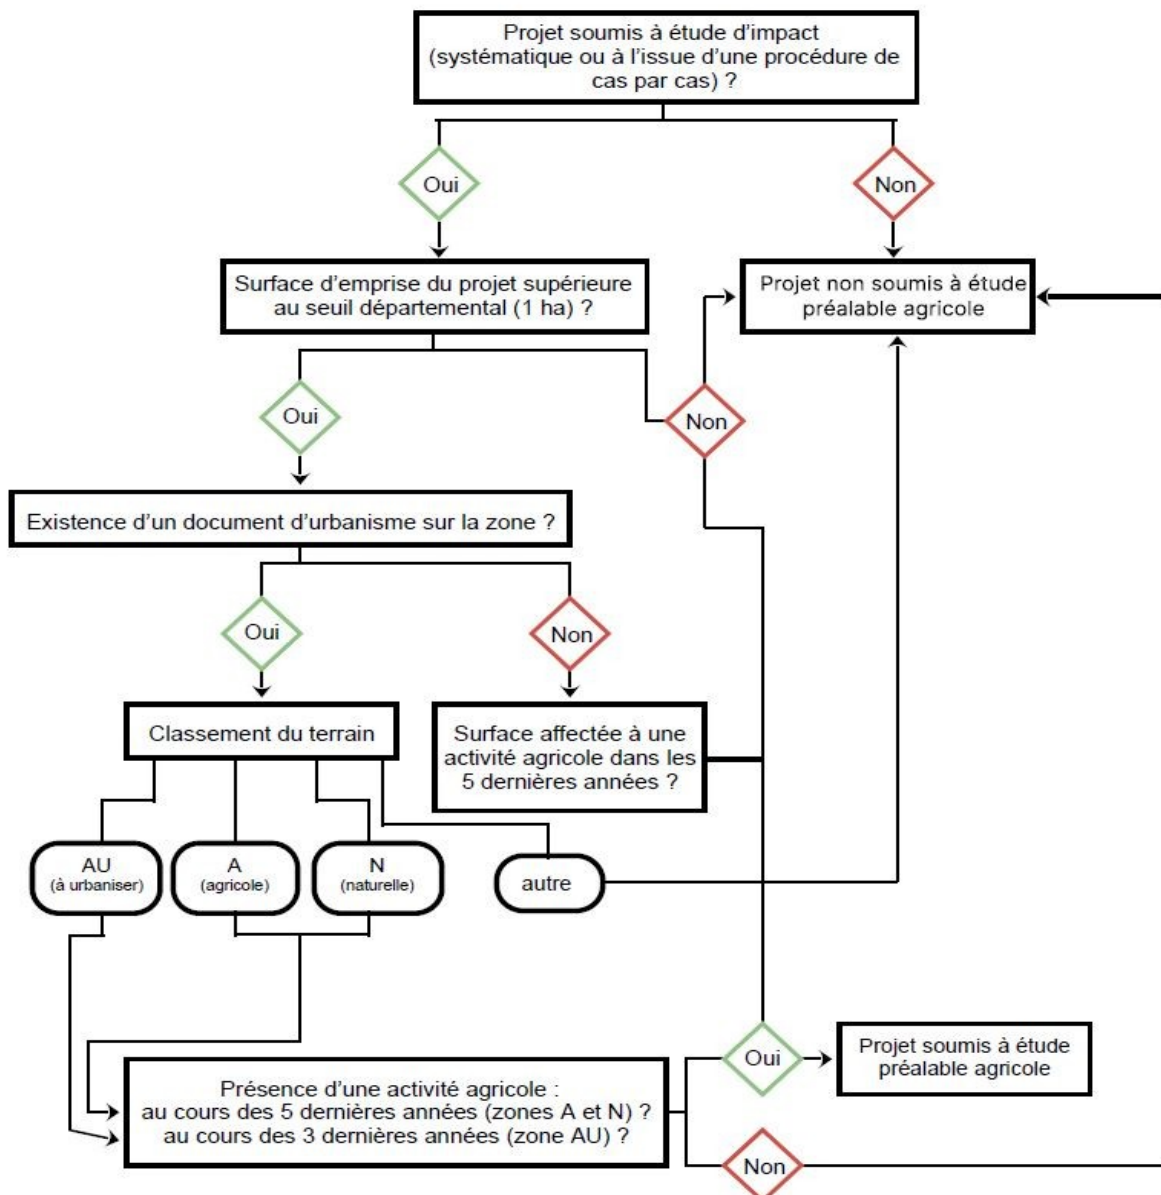 Projet soumis à étude d'impact
(systématique ou à l'issue d'une procédure de
cas par cas) ?
Oui
Non
Surface d'emprise du projet supérieure
au seuil départemental (1 ha) ?
Projet non soumis à étude
préalable agricole
Oui
Non
Existence d'un document d'urbanisme sur la zone ?
Oui
Non
Classement du terrain
Surface affectée à une
activité agricole dans les
5 dernières années ?
AU
(à urbaniser)
A
(agricole)
N
(naturelle)
autre
Présence d'une activité agricole :
au cours des 5 dernières années (zones A et N) ?
au cours des 3 dernières années (zone AU) ?
Oui
Projet soumis à étude
préalable agricole
Non